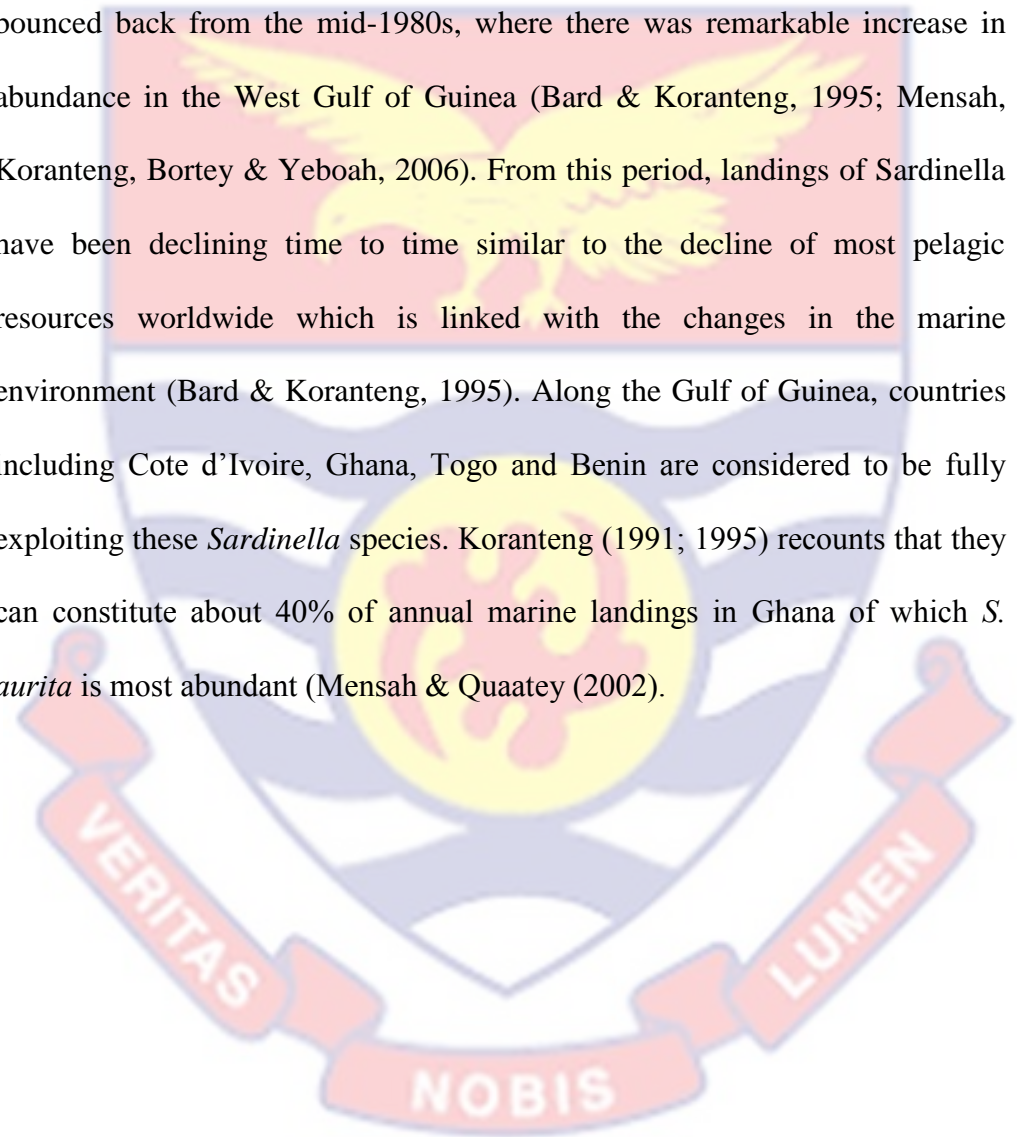 bounced back from the mid-1980s, where there was remarkable increase in
abundance in the West Gulf of Guinea (Bard & Koranteng, 1995; Mensah,
Koranteng, Bortey & Yeboah, 2006). From this period, landings of Sardinella
have been declining time to time similar to the decline of most pelagic
resources worldwide which is linked with the changes in the marine
environment (Bard & Koranteng, 1995). Along the Gulf of Guinea, countries
including Cote d’Ivoire, Ghana, Togo and Benin are considered to be fully
exploiting these Sardinella species. Koranteng (1991; 1995) recounts that they
can constitute about 40% of annual marine landings in Ghana of which S.
aurita is most abundant (Mensah & Quaatey (2002).
VERITAS
NOBIS
LUMEN